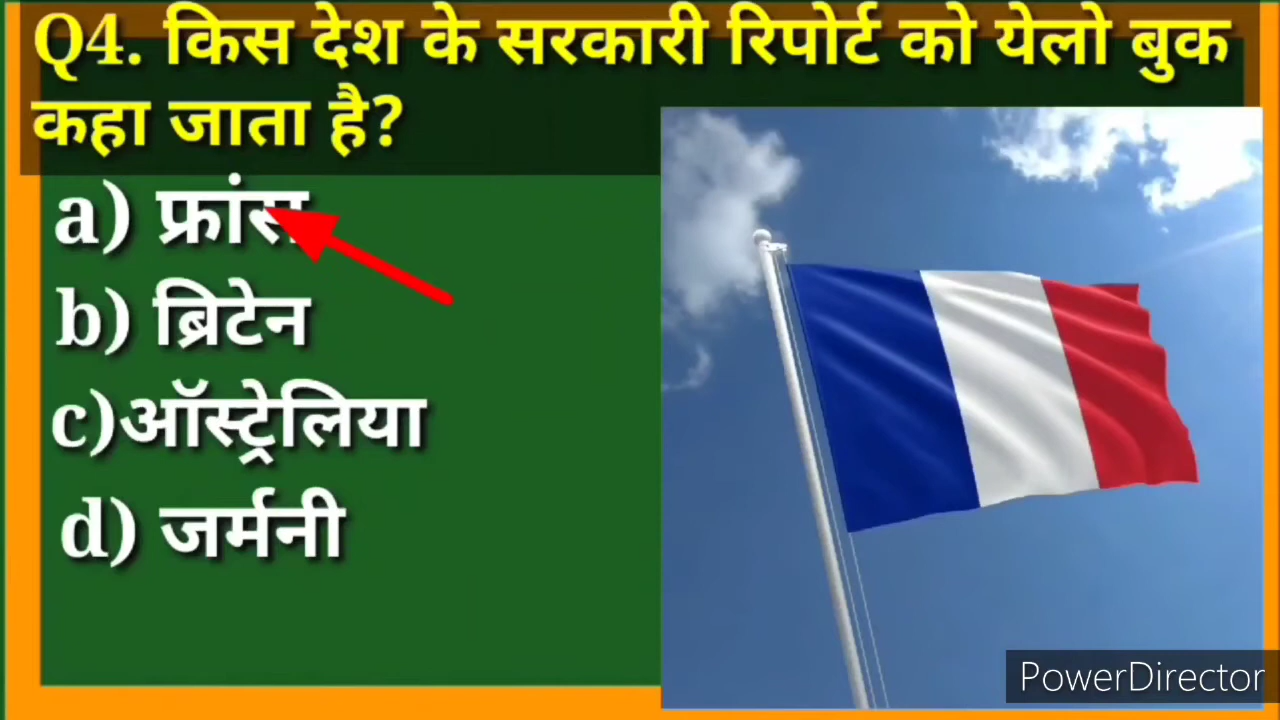 Q4. किस देश के सरकारी रिपोर्ट को येलो बुक
कहा जाता है?
a) फ्रांस
b) ब्रिटेन
c)ऑस्ट्रेलिया
d) जर्मनी
PowerDirector